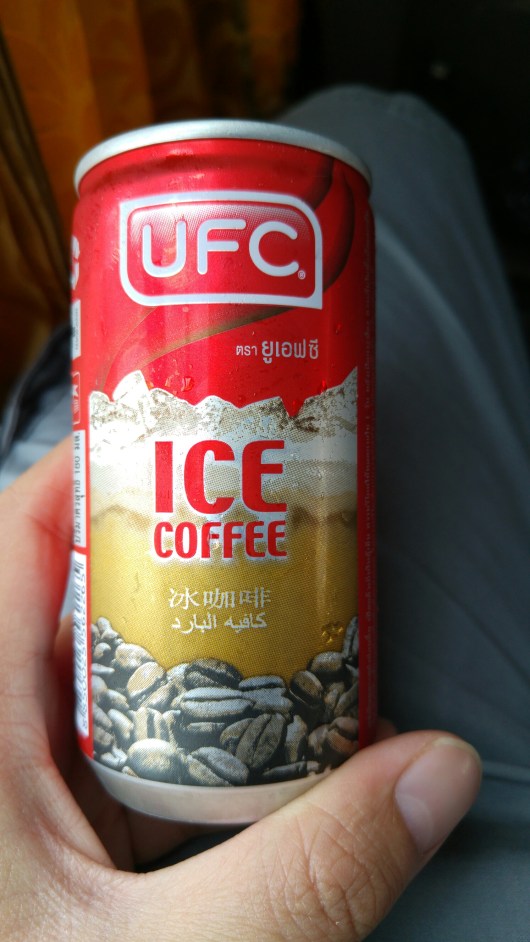 UFC®
ตรา ยูเอฟซี
ICE
COFFEE
冰咖啡
كافيه البارد